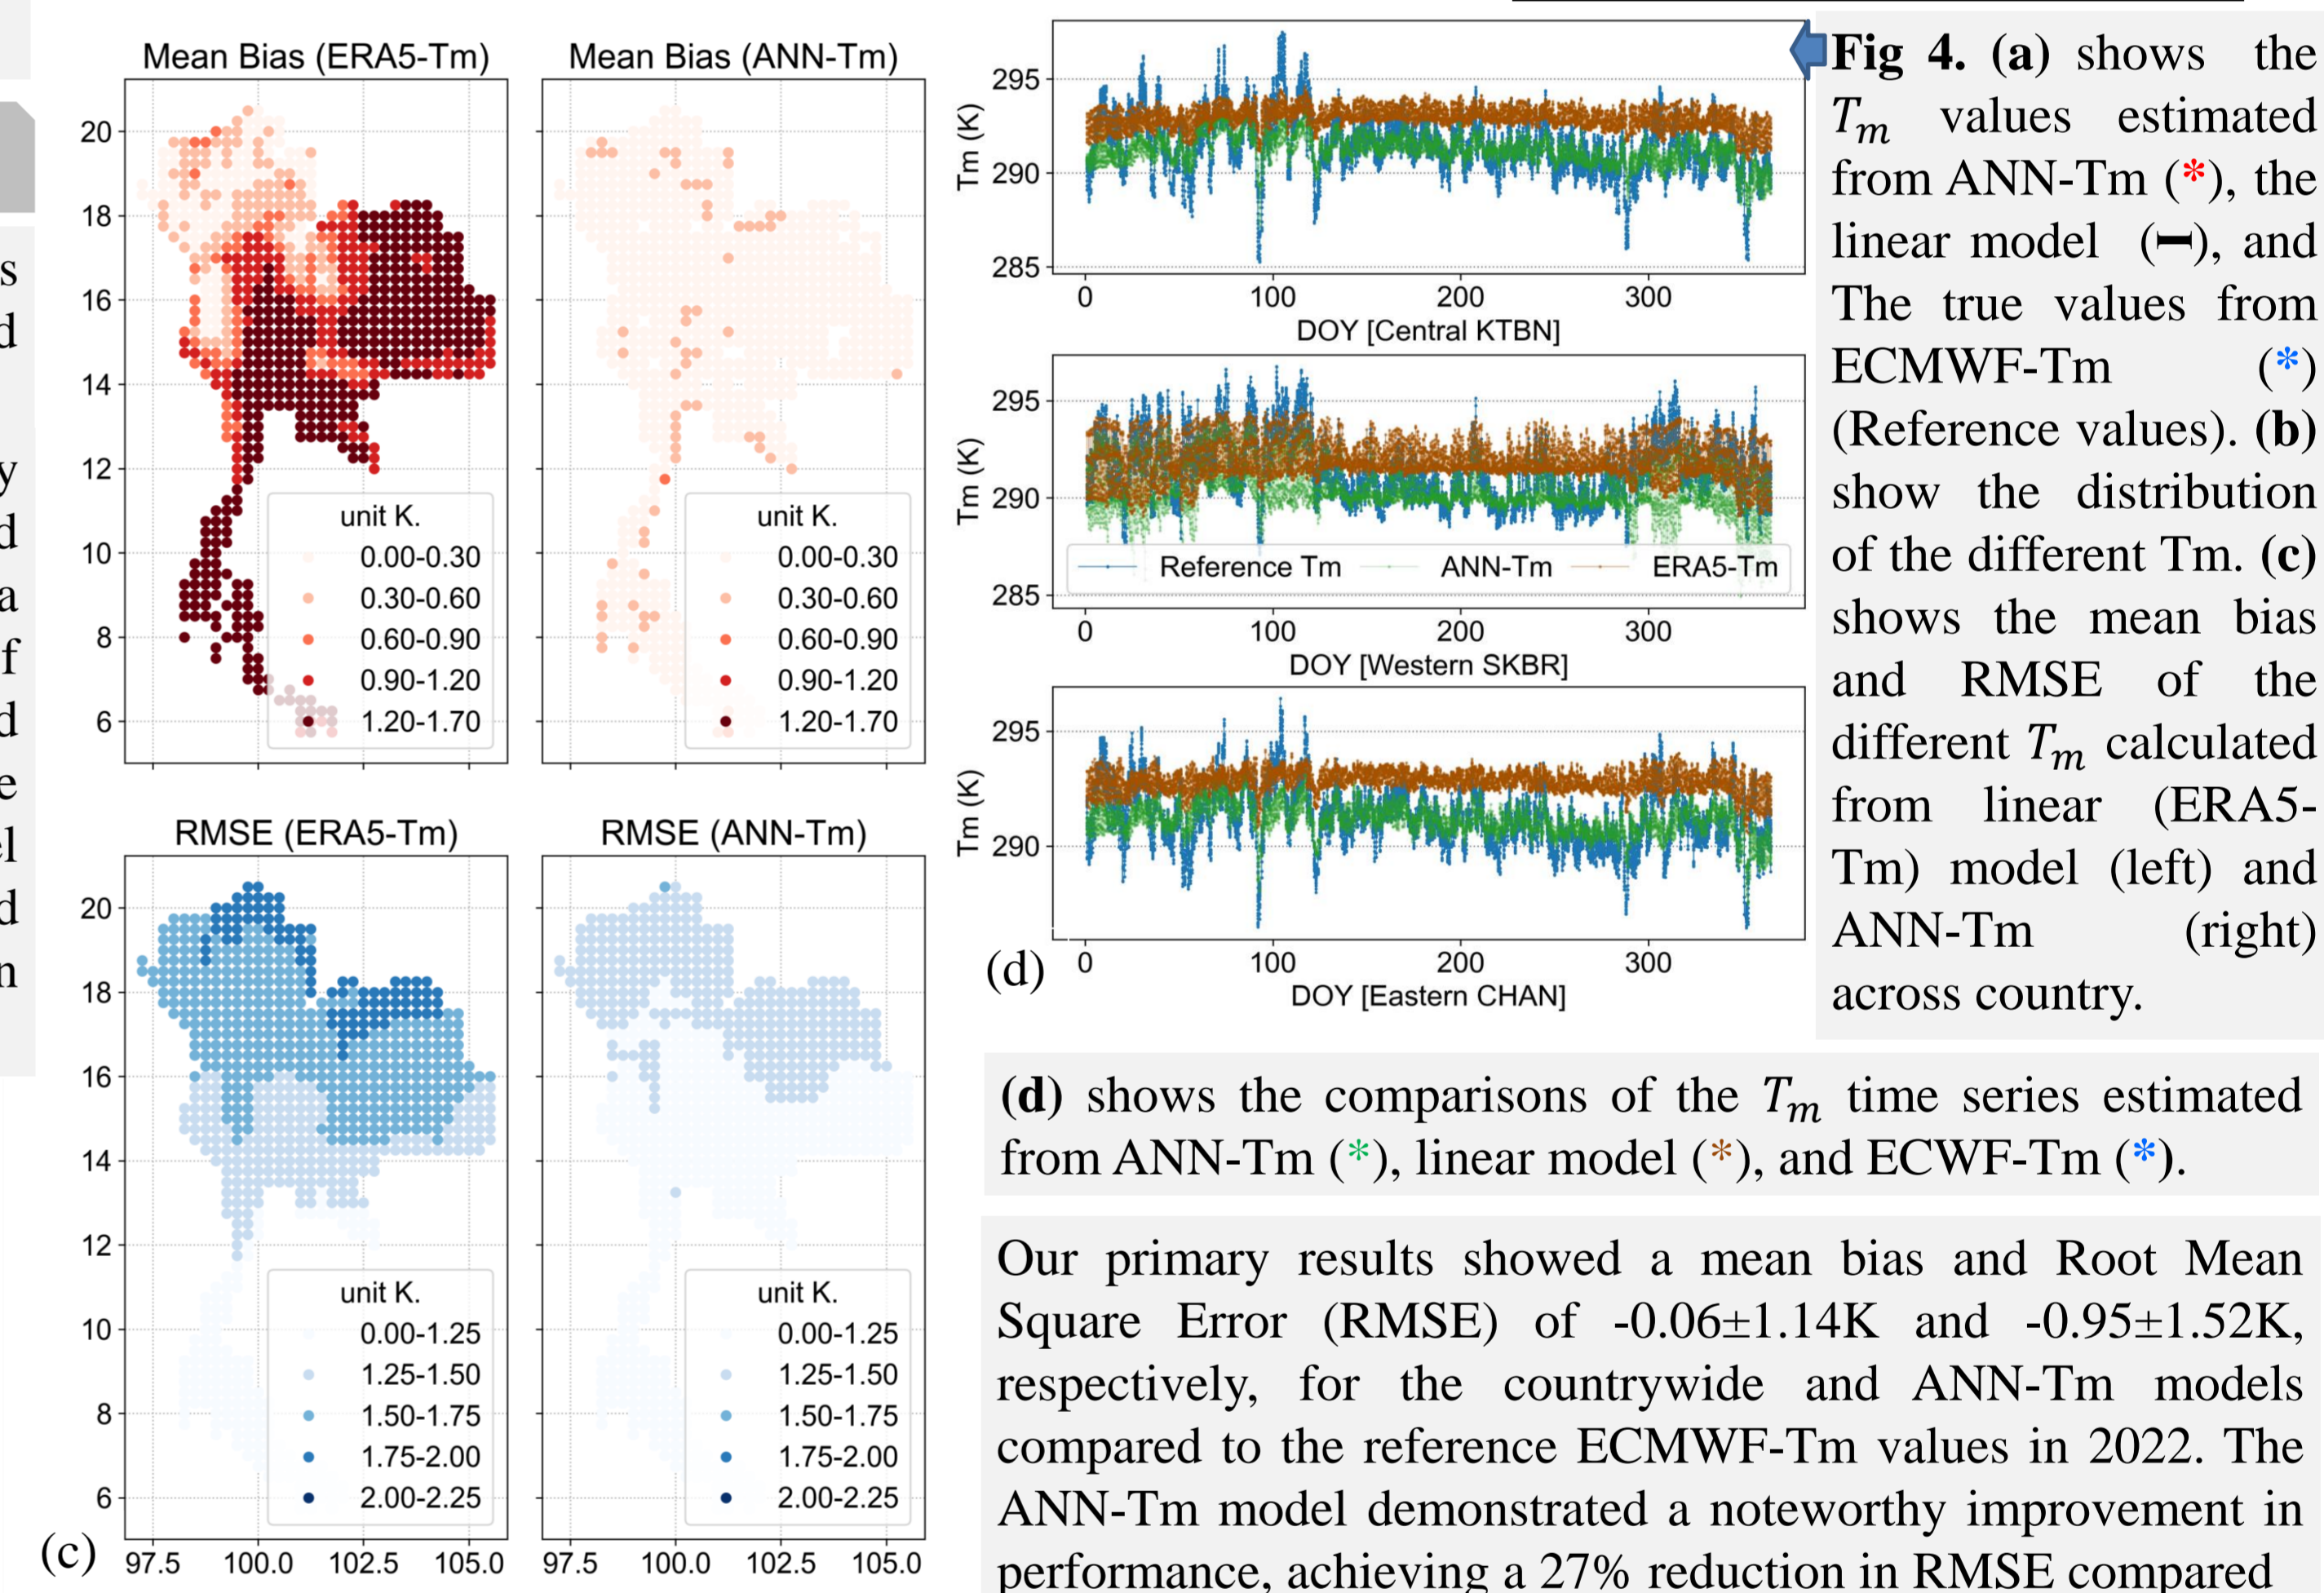 s
d
y
d
a
f
d
e
el
d
n
Mean Bias (ERA5-Tm)
20
18
16
14
12
10
8
6
unit K.
0.00-0.30
0.30-0.60
0.60-0.90
0.90-1.20
1.20-1.70
Mean Bias (ANN-Tm)
unit K.
0.00-0.30
0.30-0.60
0.60-0.90
0.90-1.20
1.20-1.70
RMSE (ERA5-Tm)
20
18
16
14
12
10
8
6
unit K.
0.00-1.25
1.25-1.50
1.50-1.75
1.75-2.00
2.00-2.25
97.5 100.0 102.5 105.0
RMSE (ANN-Tm)
unit K.
0.00-1.25
1.25-1.50
1.50-1.75
1.75-2.00
2.00-2.25
97.5 100.0 102.5 105.0
(c)
Tm (K)
295
290
285
0 100 200 300
DOY [Central KTBN]
Tm (K)
295
290
285
Reference Tm ANN-Tm ERA5-Tm
0 100 200 300
DOY [Western SKBR]
Tm (K)
295
290
0 100 200 300
DOY [Eastern CHAN]
(d)
Fig 4. (a) shows the
Tm values estimated
from ANN-Tm (*), the
linear model (━), and
The true values from
ECMWF-Tm (*)
(Reference values). (b)
show the distribution
of the different Tm. (c)
shows the mean bias
and RMSE of the
different Tm calculated
from linear (ERA5-
Tm) model (left) and
ANN-Tm (right)
across country.
(d) shows the comparisons of the Tm time series estimated
from ANN-Tm (*), linear model (*), and ECWF-Tm (*).
Our primary results showed a mean bias and Root Mean
Square Error (RMSE) of -0.06±1.14K and -0.95±1.52K,
respectively, for the countrywide and ANN-Tm models
compared to the reference ECMWF-Tm values in 2022. The
ANN-Tm model demonstrated a noteworthy improvement in
performance, achieving a 27% reduction in RMSE compared